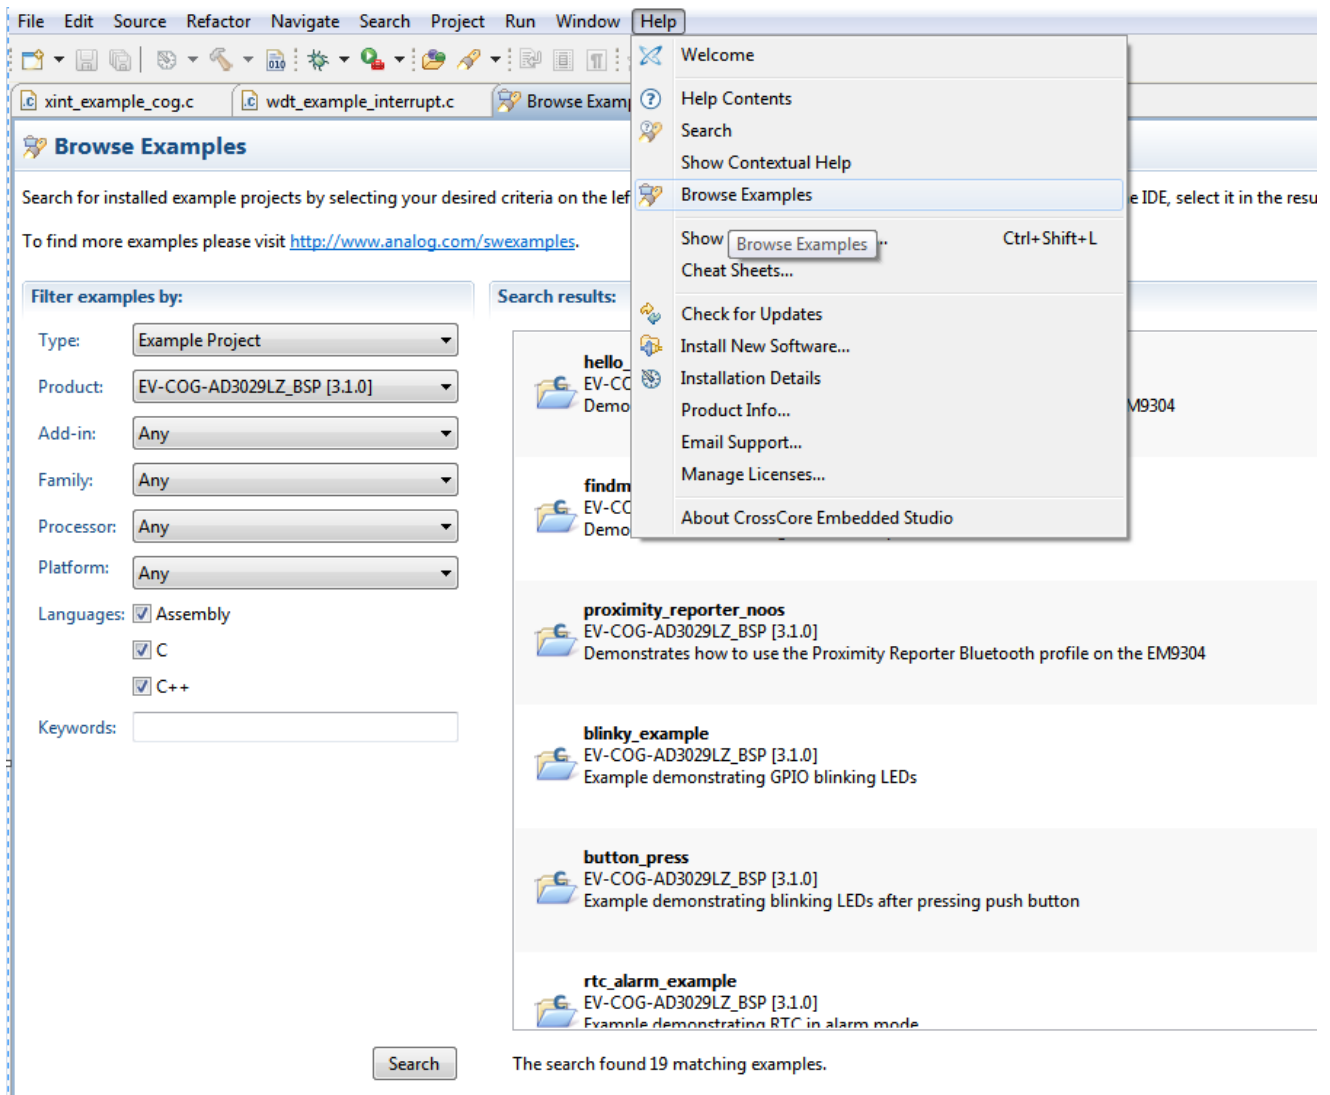 File Edit Source Refactor Navigate Search Project Run Window Help
xint_example_cog.c wdt_example_interrupt.c Browse Exam
Welcome
Help Contents
Search
Show Contextual Help
Browse Examples
Show Ctrl+Shift+L
Browse Examples
Cheat Sheets...
Check for Updates
Install New Software...
Installation Details
Product Info...
Email Support...
Manage Licenses...
About CrossCore Embedded Studio
Browse Examples
Search for installed example projects by selecting your desired criteria on the lef e IDE, select it in the resu
To find more examples please visit http://www.analog.com/swexamples.
Filter examples by:
Type: Example Project
Product: EV-COG-AD3029LZ_BSP [3.1.0]
Add-in: Any
Family: Any
Processor: Any
Platform: Any
Languages: Assembly
C
C++
Keywords:
Search
Search results:
hello_
EV-CO
Demo M9304
findm
EV-CO
Demo
proximity_reporter_noos
EV-COG-AD3029LZ_BSP [3.1.0]
Demonstrates how to use the Proximity Reporter Bluetooth profile on the EM9304
blinky_example
EV-COG-AD3029LZ_BSP [3.1.0]
Example demonstrating GPIO blinking LEDs
button_press
EV-COG-AD3029LZ_BSP [3.1.0]
Example demonstrating blinking LEDs after pressing push button
rtc_alarm_example
EV-COG-AD3029LZ_BSP [3.1.0]
Example demonstrating RTC in alarm mode
The search found 19 matching examples.